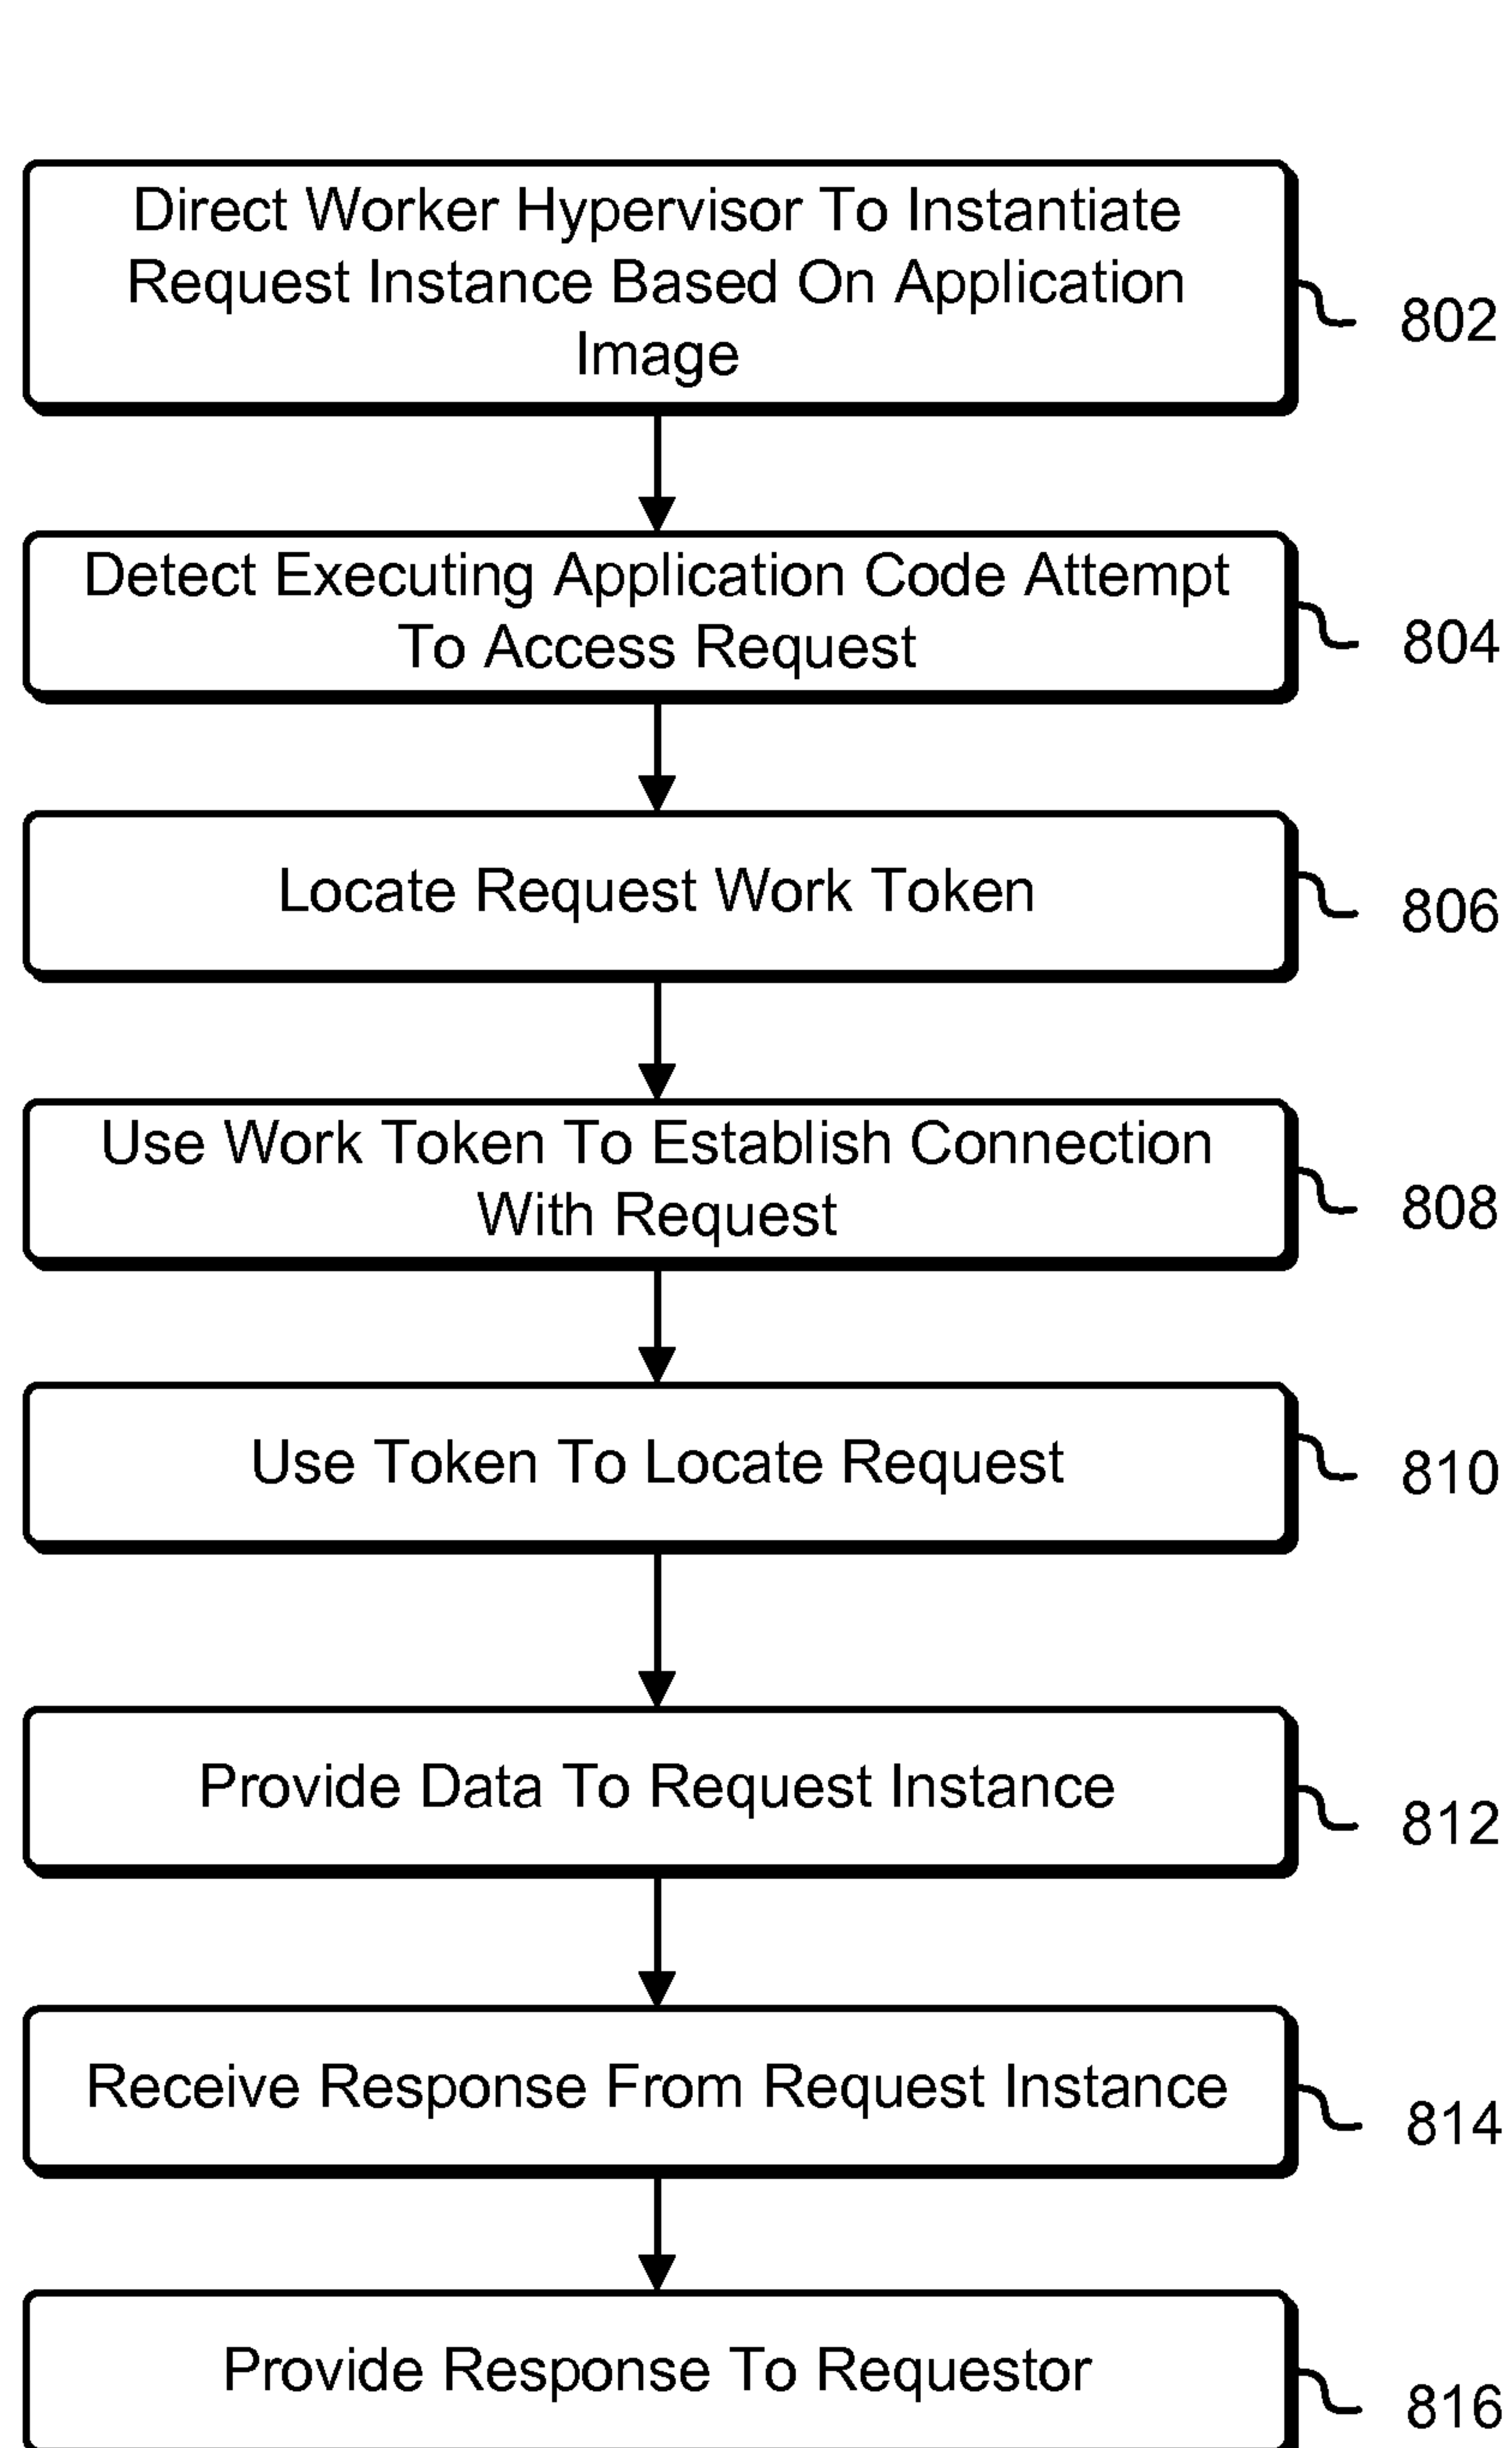 Direct Worker Hypervisor To Instantiate
Request Instance Based On Application
Image
802
Detect Executing Application Code Attempt
To Access Request
804
Locate Request Work Token
806
Use Work Token To Establish Connection
With Request
808
Use Token To Locate Request
810
Provide Data To Request Instance
812
Receive Response From Request Instance
814
Provide Response To Requestor
816